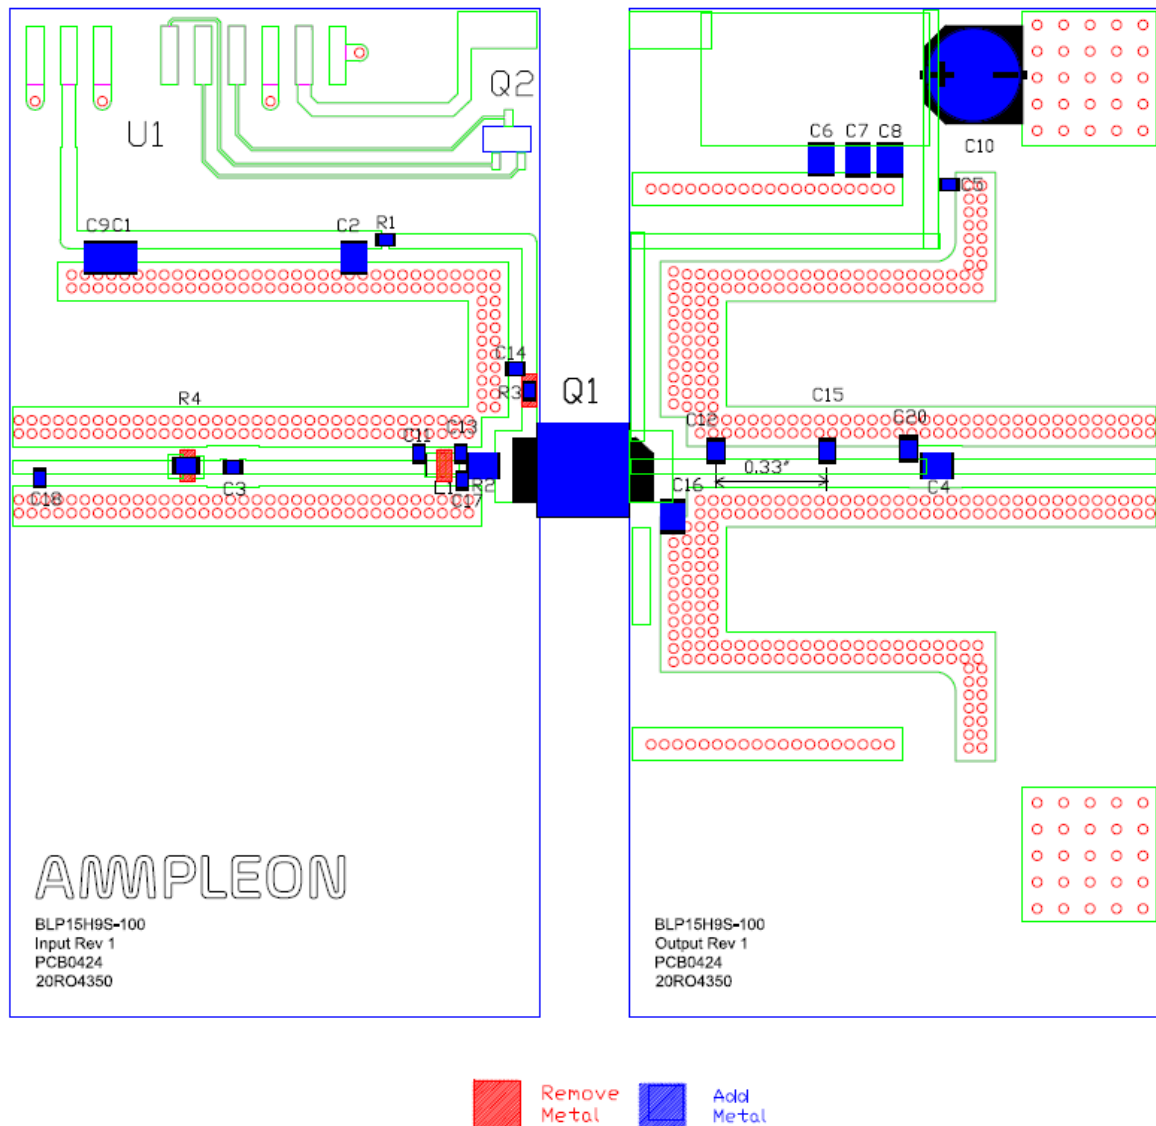 Q2
U1
C6 C7 C8
C10
C5
C9C1
C2
R1
C14
R3
Q1
R4
C15
C11
C13
C12
C20
0.33"
L1
R2
C3
C18
C17
C16
C4
AMPLEON
BLP15H9S-100
Input Rev 1
PCB0424
20RO4350
BLP15H9S-100
Output Rev 1
PCB0424
20RO4350
Remove
Metal
Add
Metal